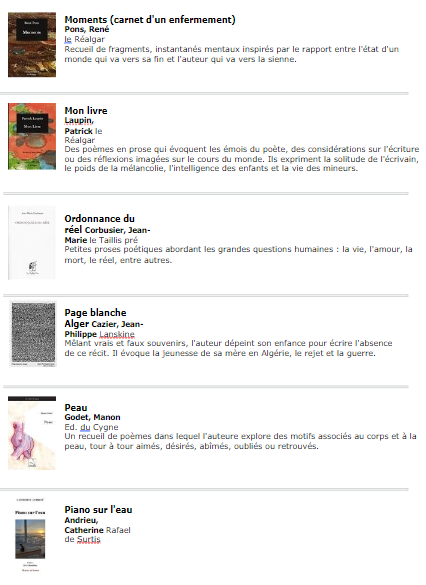 Moments (carnet d'un enfermement)
Pons, René
le Réalgar
Recueil de fragments, instantanés mentaux inspirés par le rapport entre l'état d'un
monde qui va vers sa fin et l'auteur qui va vers la sienne.
Mon livre
Laupin,
Patrick le
Réalgar
Des poèmes en prose qui évoquent les émois du poète, des considérations sur l'écriture
ou des réflexions imagées sur le cours du monde. Ils expriment la solitude de l'écrivain,
le poids de la mélancolie, l'intelligence des enfants et la vie des mineurs.
Ordonnance du
réel Corbusier, Jean-
Marie le Taillis pré
Petites proses poétiques abordant les grandes questions humaines : la vie, l'amour, la
mort, le réel, entre autres.
Page blanche
Alger Cazier, Jean-
Philippe Lanskine
Mêlant vrais et faux souvenirs, l'auteur dépeint son enfance pour écrire l'absence
de ce récit. Il évoque la jeunesse de sa mère en Algérie, le rejet et la guerre.
Peau
Godet, Manon
Ed. du Cygne
Un recueil de poèmes dans lequel l'auteure explore des motifs associés au corps et à la
peau, tour à tour aimés, désirés, abîmés, oubliés ou retrouvés.
Piano sur l'eau
Piano sur l'eau
Andrieu,
Catherine Rafael
de Surtis